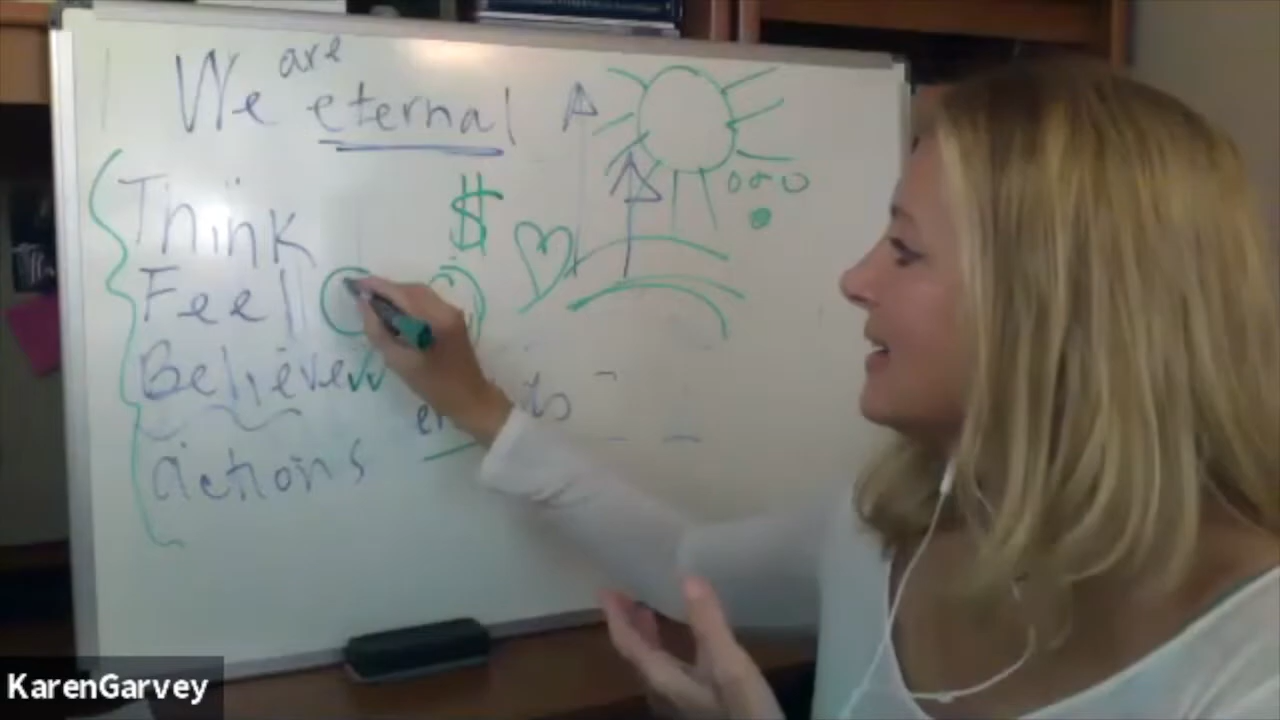 We are eternal
Think
$
Feel
Believe
actions
KarenGarvey